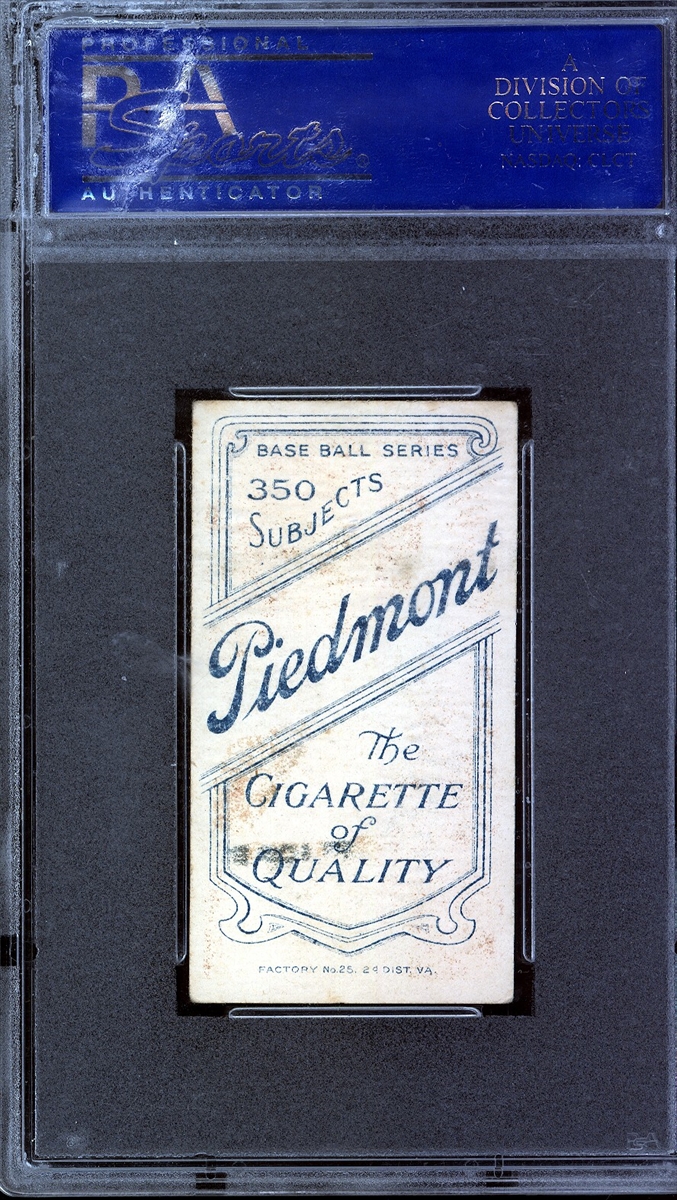 PROFESSIONAL
PSA
Sports
AUTHENTICATOR
A
DIVISION OF
COLLECTORS
UNIVERSE
NASDAQ: CLCT
BASE BALL SERIES
350
SUBJECTS
Piedmont
The
CIGARETTE
of
QUALITY
FACTORY No. 25, 2d DIST, VA.
PSA